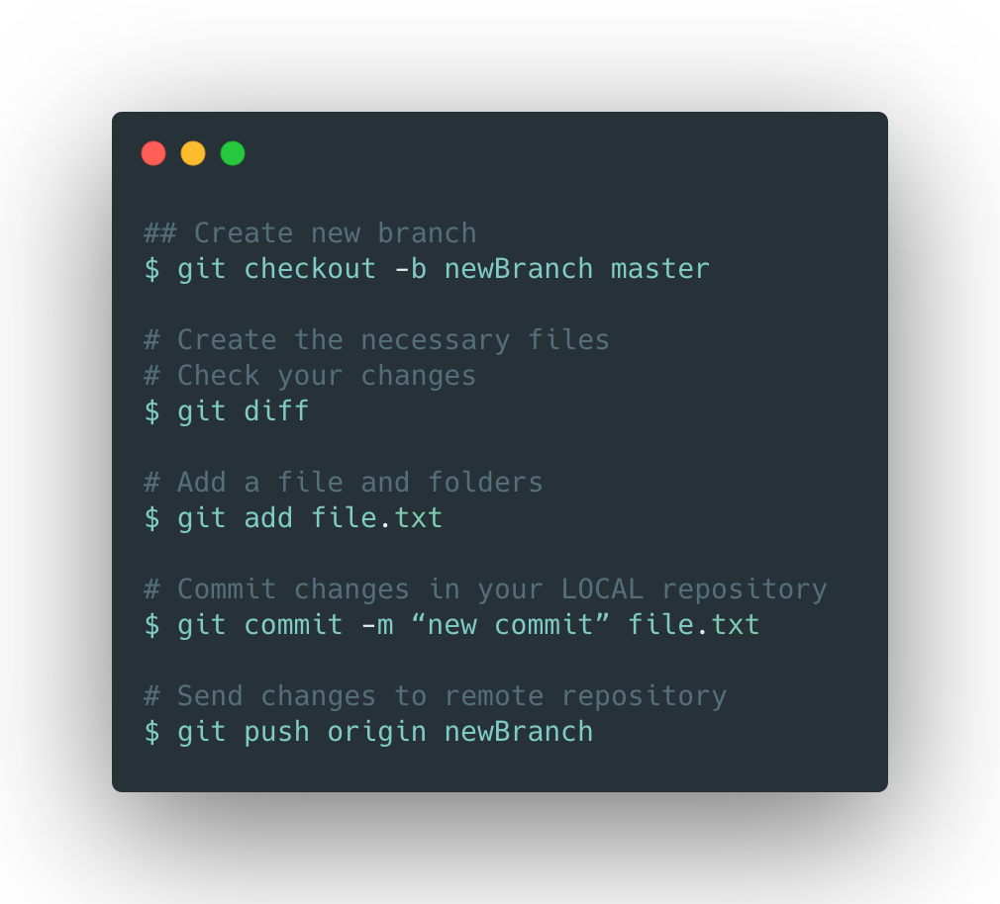 ## Create new branch
$ git checkout -b newBranch master
# Create the necessary files
# Check your changes
$ git diff
# Add a file and folders
$ git add file.txt
# Commit changes in your LOCAL repository
$ git commit -m “new commit” file.txt
# Send changes to remote repository
$ git push origin newBranch